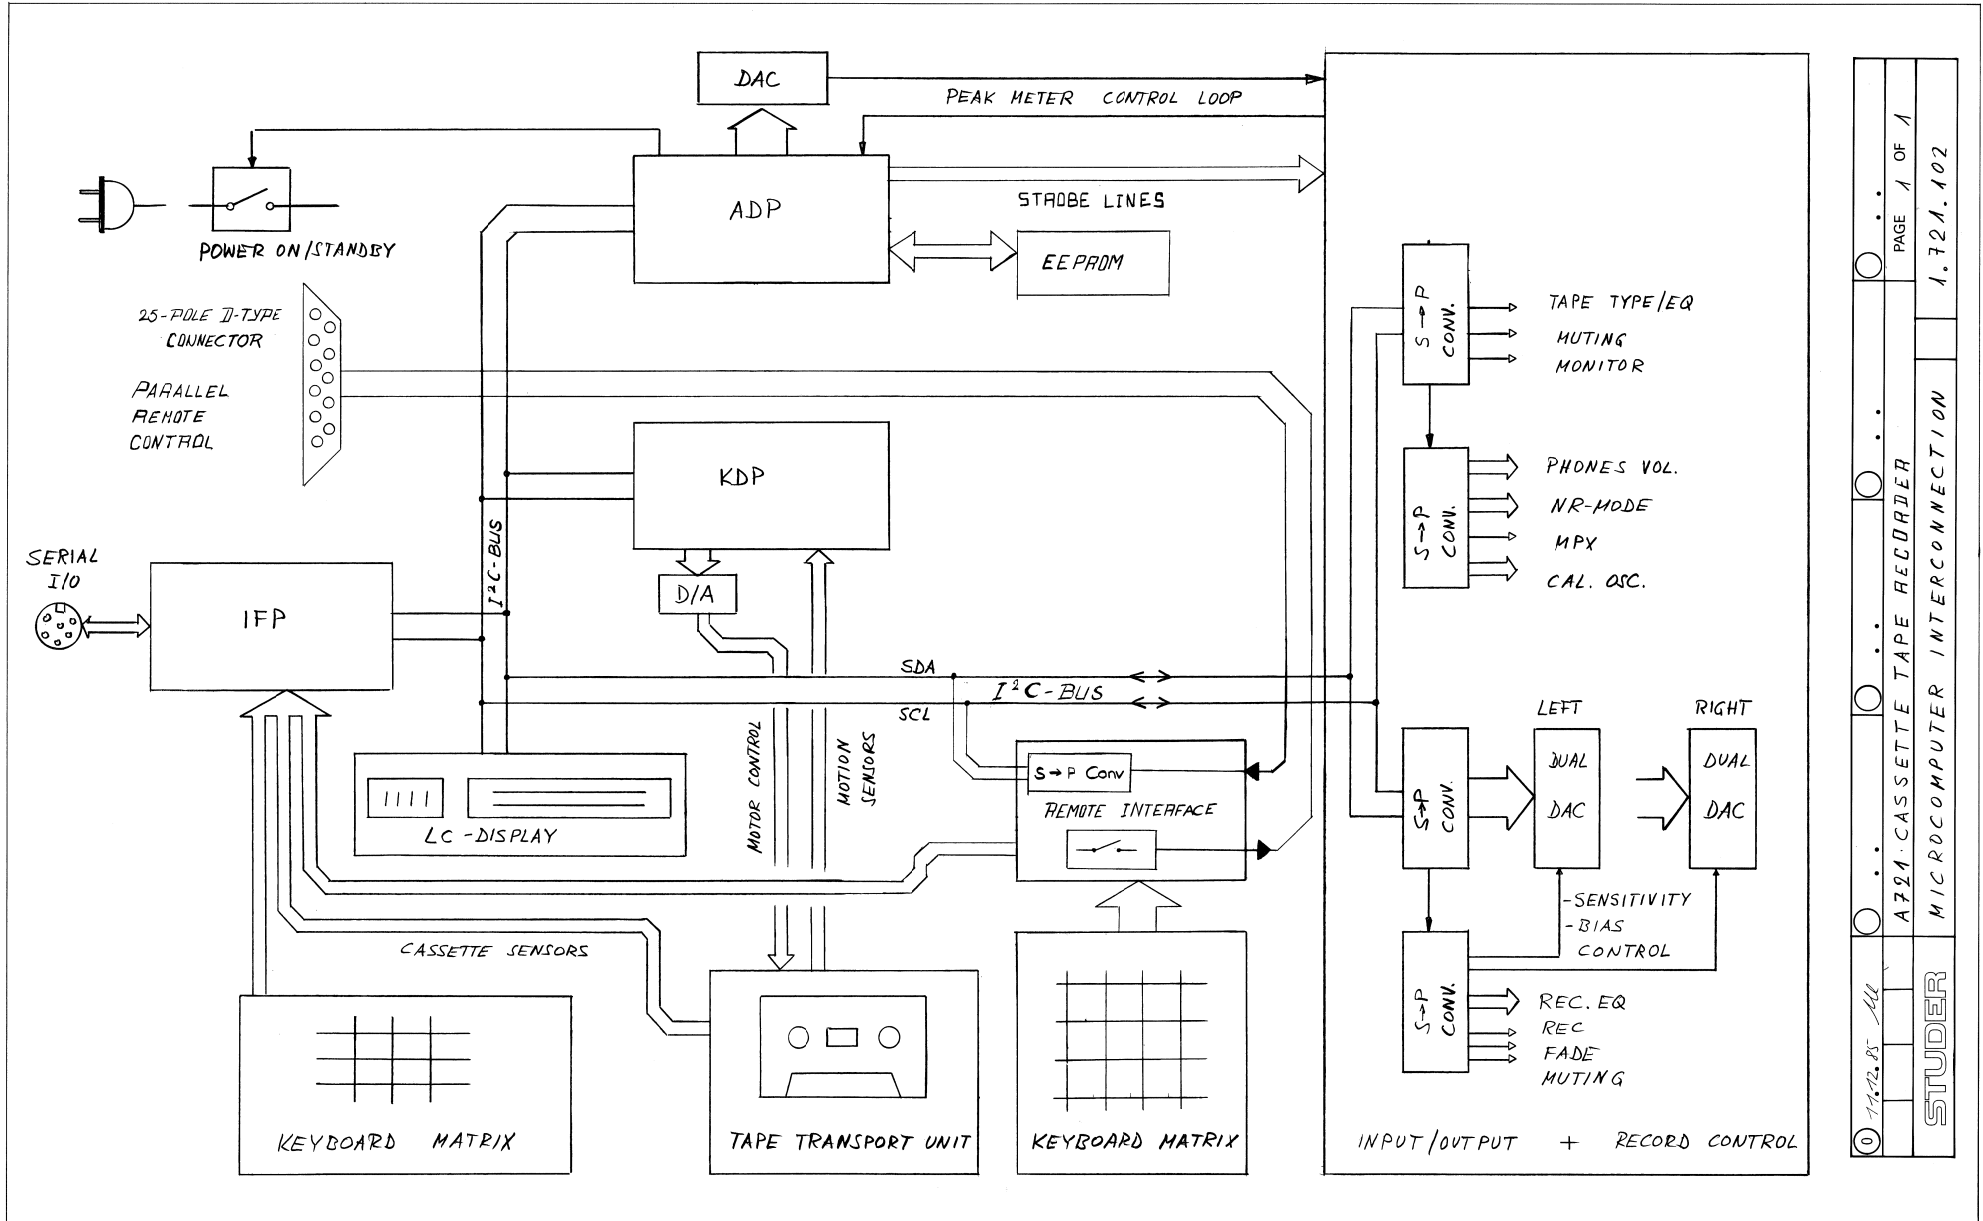 DAC
PEAK METER CONTROL LOOP
ADP
STROBE LINES
EEPROM
POWER ON/STANDBY
25-POLE D-TYPE
CONNECTOR
PARALLEL
REMOTE
CONTROL
KDP
D/A
I²C-BUS
SERIAL
I/O
IFP
SDA
I²C-BUS
SCL
MOTOR CONTROL
MOTION
SENSORS
LC-DISPLAY
S→P Conv
REMOTE INTERFACE
CASSETTE SENSORS
KEYBOARD MATRIX
TAPE TRANSPORT UNIT
KEYBOARD MATRIX
S→P
CONV.
TAPE TYPE/EQ
MUTING
MONITOR
S→P
CONV.
PHONES VOL.
NR-MODE
MPX
CAL. OSC.
LEFT
RIGHT
S→P
CONV.
DUAL
DAC
DUAL
DAC
-SENSITIVITY
-BIAS
CONTROL
S→P
CONV.
REC. EQ
REC
FADE
MUTING
INPUT/OUTPUT + RECORD CONTROL
0 11.12.85
A721 CASSETTE TAPE RECORDER
PAGE 1 OF 1
STUDER
MICROCOMPUTER INTERCONNECTION
1.721.102